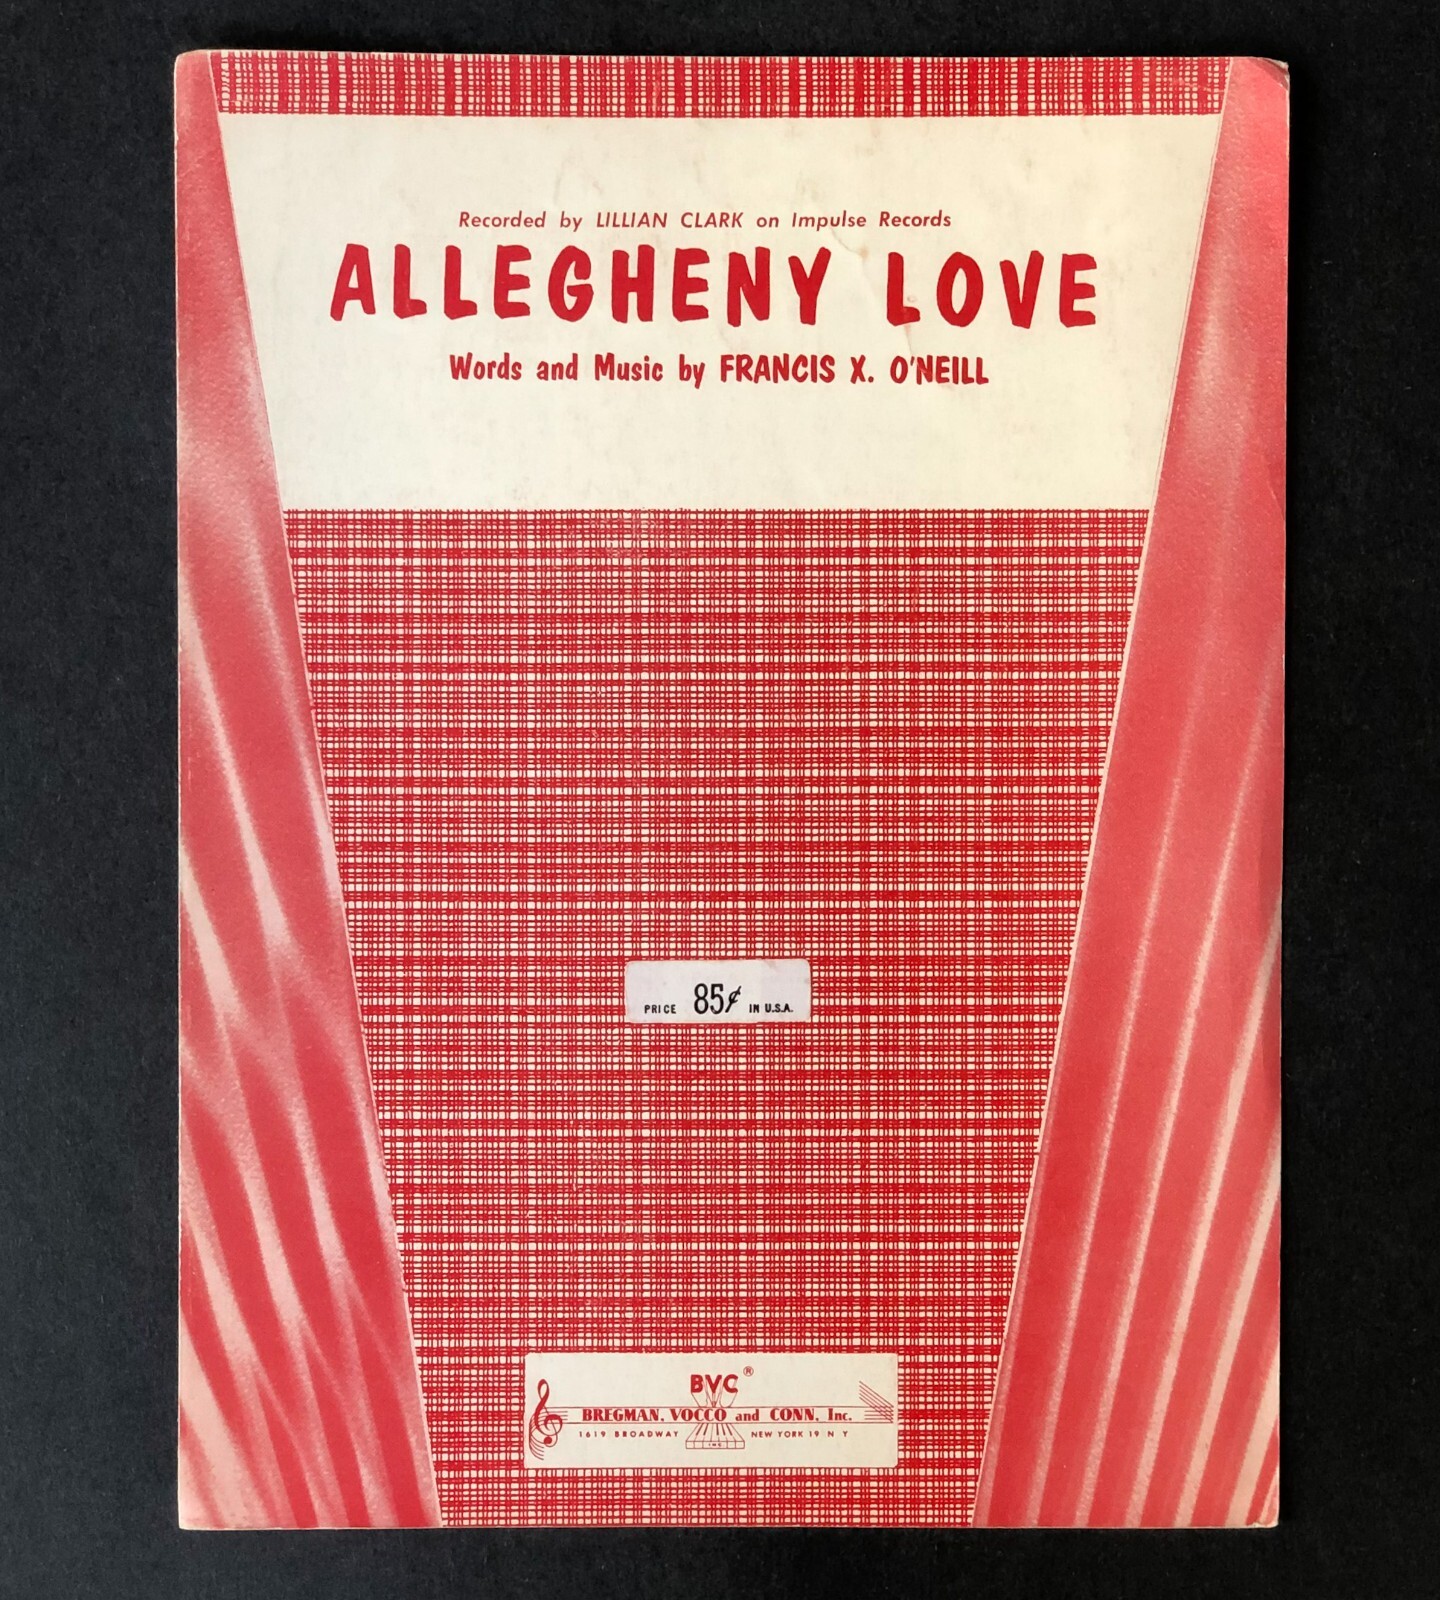 Recorded by LILLIAN CLARK on Impulse Records
ALLEGHENY LOVE
Words and Music by FRANCIS X. O'NEILL
PRICE 85¢ IN U.S.A.
BVC ®
BREGMAN, VOCCO and CONN, Inc.
1619 BROADWAY NEW YORK 19 N Y